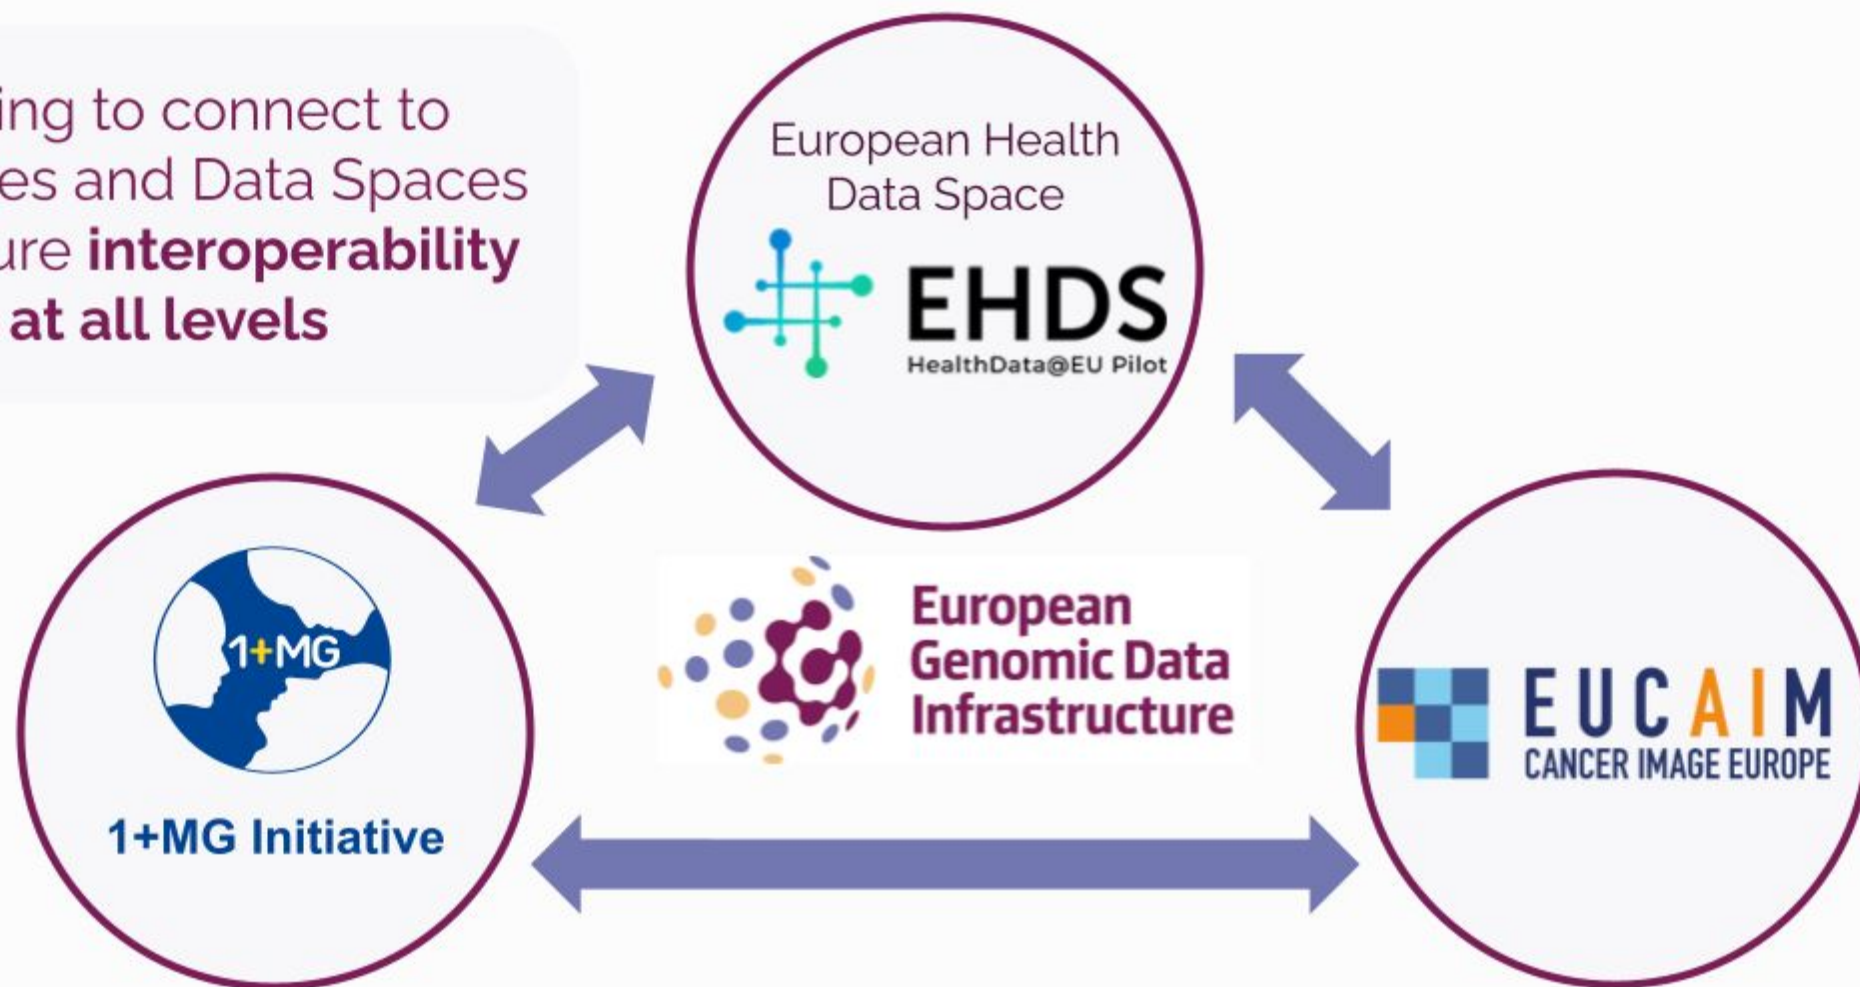 ing to connect to
es and Data Spaces
ure interoperability
at all levels
European Health
Data Space
EHDS
HealthData@EU Pilot
1+MG
1+MG Initiative
European
Genomic Data
Infrastructure
EUCAIM
CANCER IMAGE EUROPE